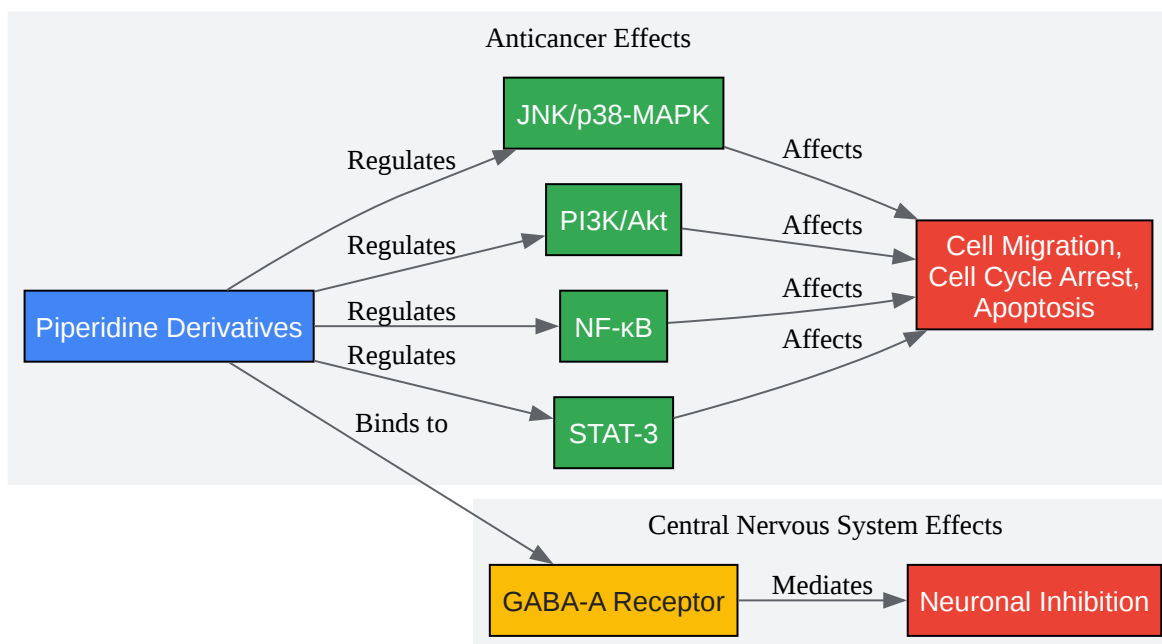 Anticancer Effects
JNK/p38-MAPK
Regulates
Affects
PI3K/Akt
Regulates
Affects
Cell Migration,
Cell Cycle Arrest,
Apoptosis
Piperidine Derivatives
Regulates
NF-κB
Affects
Regulates
Affects
STAT-3
Binds to
Central Nervous System Effects
GABA-A Receptor
Mediates
Neuronal Inhibition